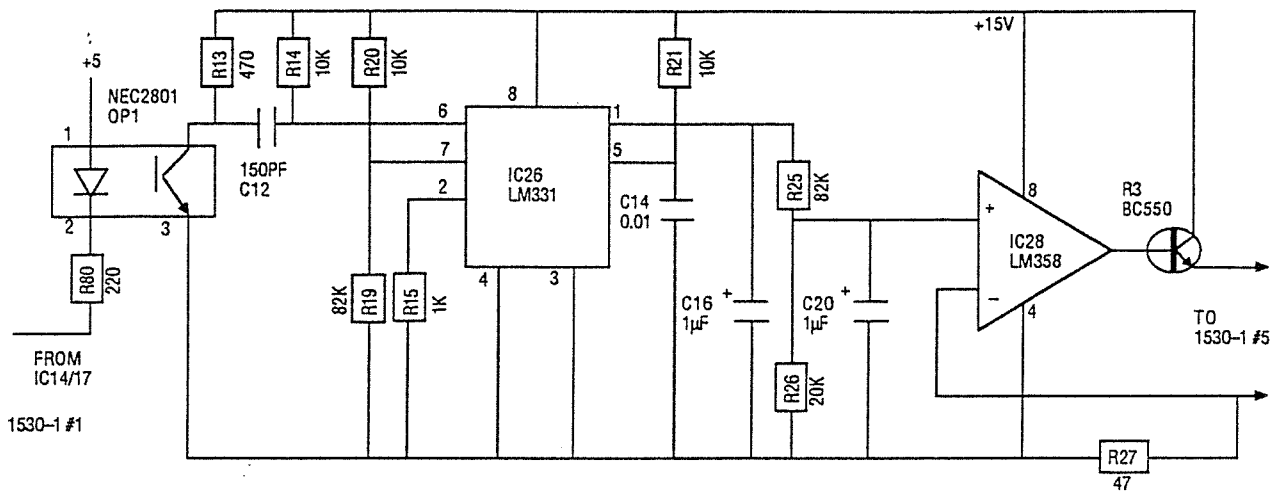 +15V
+5
R13
470
R14
10K
R20
10K
R21
10K
NEC2801
OP1
1
2
3
150PF
C12
8
6
7
2
1
5
4
3
IC26
LM331
C14
0.01
R25
82K
R3
BC550
+
8
IC28
LM358
−
4
R80
220
82K
R19
R15
1K
C16
1µF
+
C20
1µF
+
R26
20K
TO
1530–1 #5
FROM
IC14/17
1530–1 #1
R27
47